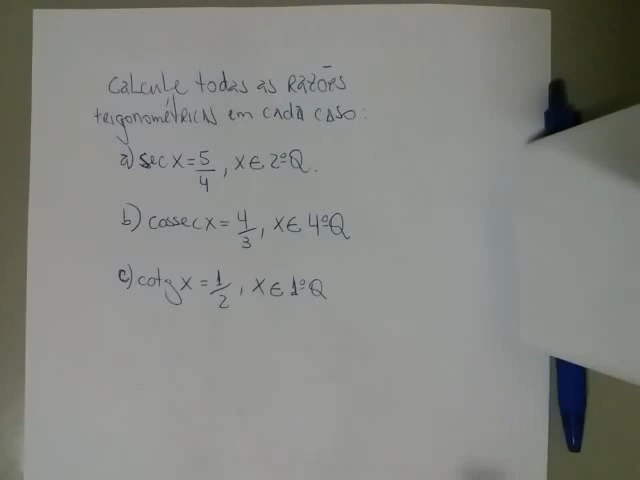 Calcule todas as Razões
trigonométricas em cada caso:
a) sec x = 5/4, x ∈ 2ºQ.
b) cossec x = 4/3, x ∈ 4ºQ
c) cotg x = 1/2, x ∈ 1ºQ